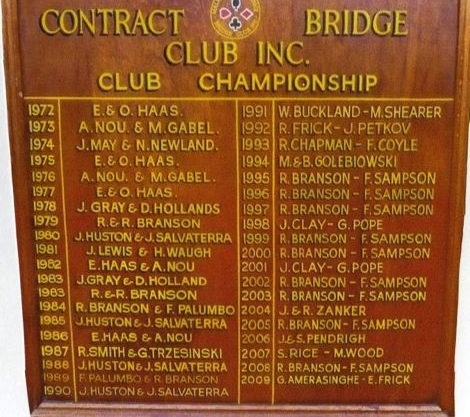 CONTRACT BRIDGE
CLUB INC.
CLUB CHAMPIONSHIP
1972 E. & O. HAAS.
1973 A. NOU. & M. GABEL.
1974 J. MAY & N. NEWLAND.
1975 E. & O. HAAS.
1976 A. NOU. & M. GABEL.
1977 E. & O. HAAS.
1978 J. GRAY & D. HOLLANDS
1979 R. & R. BRANSON
1980 J. HUSTON & J. SALVATERRA
1981 J. LEWIS & H. WAUGH
1982 E. HAAS & A. NOU
1983 J. GRAY & D. HOLLAND
1983 R. & R. BRANSON
1984 R. BRANSON & F. PALUMBO
1985 J. HUSTON & J. SALVATERRA
1986 E. HAAS & A. NOU
1987 R. SMITH & G. TRZESINSKI
1988 J. HUSTON & J. SALVATERRA
1989 F. PALUMBO & R. BRANSON
1990 J. HUSTON & J. SALVATERRA
1991 W. BUCKLAND - M. SHEARER
1992 R. FRICK - J. PETKOV
1993 R. CHAPMAN - F. COYLE
1994 M. & B. GOLEBIOWSKI
1995 R. BRANSON - F. SAMPSON
1996 R. BRANSON - F. SAMPSON
1997 R. BRANSON - F. SAMPSON
1998 J. CLAY - G. POPE
1999 R. BRANSON - F. SAMPSON
2000 R. BRANSON - F. SAMPSON
2001 J. CLAY - G. POPE
2002 R. BRANSON - F. SAMPSON
2003 R. BRANSON - F. SAMPSON
2004 J. & R. ZANKER
2005 R. BRANSON - F. SAMPSON
2006 J. & S. PENDRIGH
2007 S. RICE - M. WOOD
2008 R. BRANSON - F. SAMPSON
2009 G. AMERASINGHE - E. FRICK